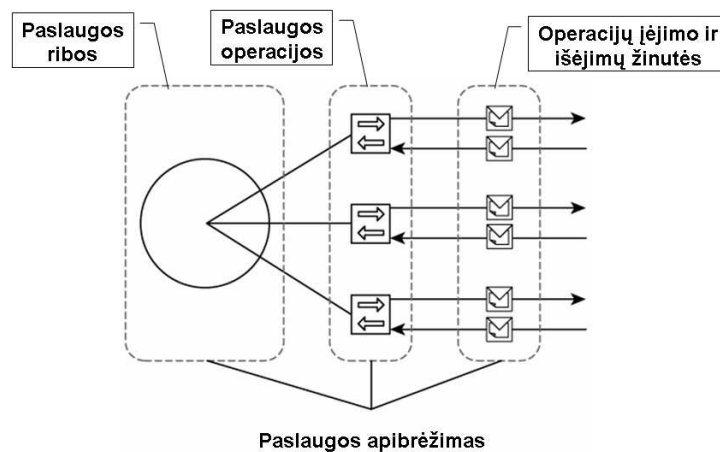 Paslaugos
ribos
Paslaugos
operacijos
Operacijų įėjimo ir
išėjimų žinutės
Paslaugos apibrėžimas